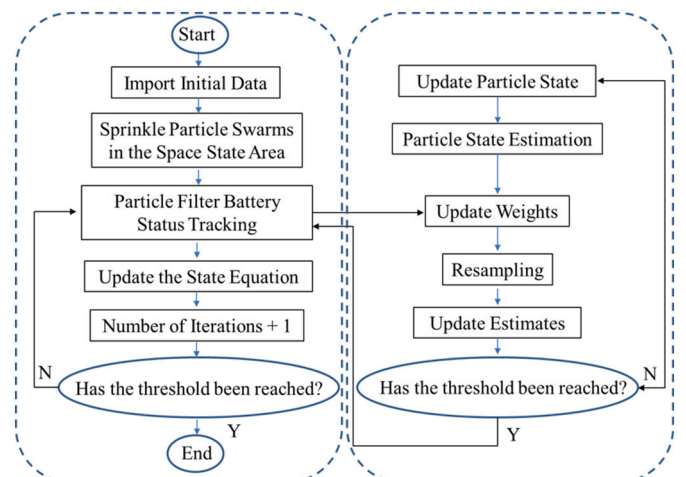 Start
Import Initial Data
Sprinkle Particle Swarms
in the Space State Area
Particle Filter Battery
Status Tracking
Update the State Equation
Number of Iterations + 1
N
Has the threshold been reached?
Y
End
Update Particle State
Particle State Estimation
Update Weights
Resampling
Update Estimates
Has the threshold been reached?
N
Y